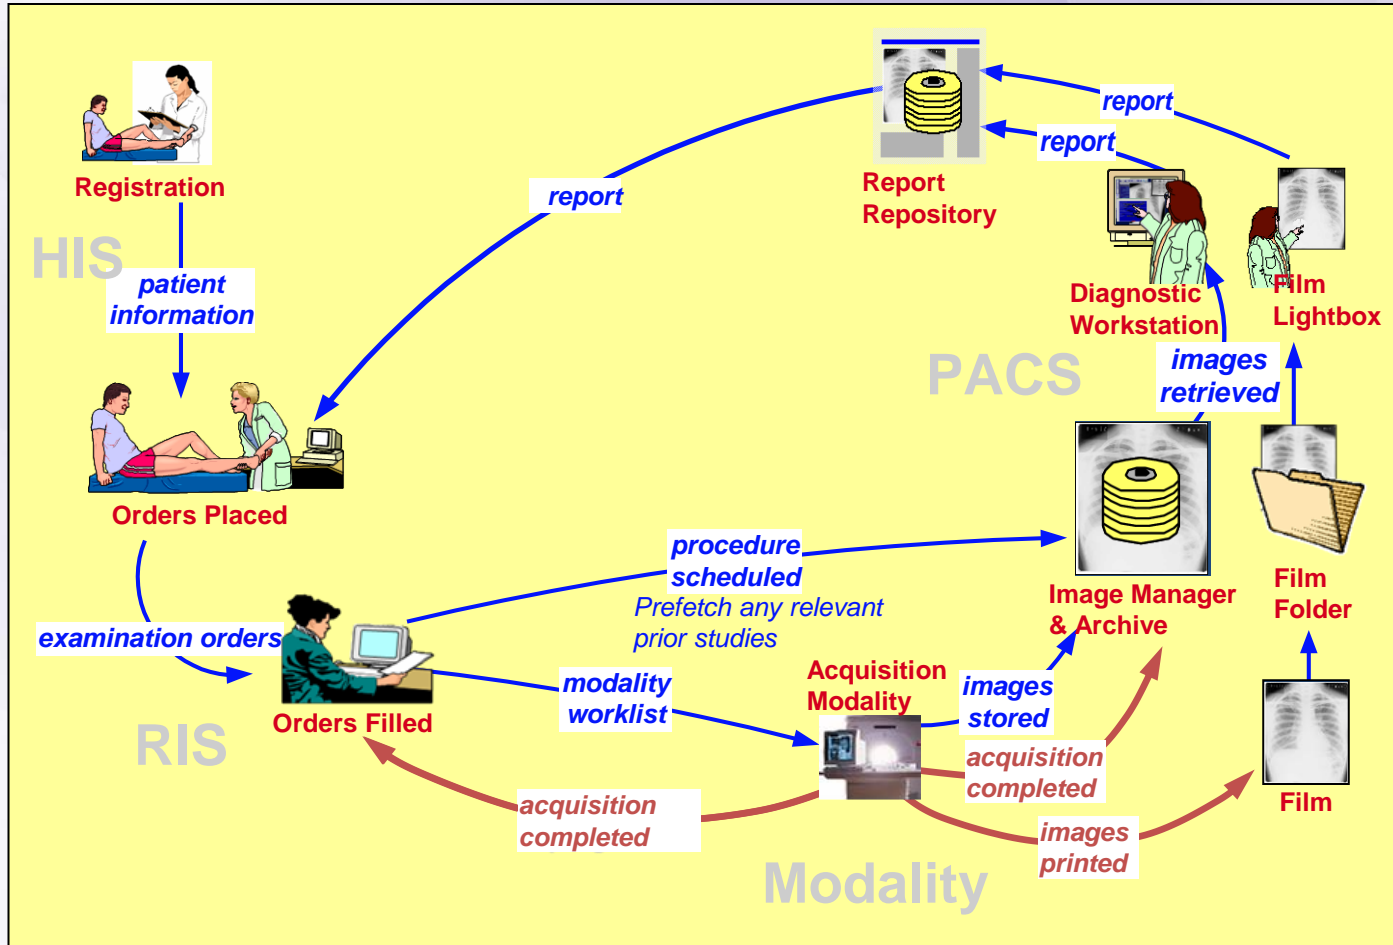 Registration
HIS
patient
information
Orders Placed
examination orders
Orders Filled
RIS
report
Report
Repository
report
report
Diagnostic
Workstation
Film
Lightbox
PACS
images
retrieved
procedure
scheduled
Prefetch any relevant
prior studies
Image Manager
& Archive
Film
Folder
modality
worklist
Acquisition
Modality
images
stored
acquisition
completed
acquisition
completed
images
printed
Film
Modality